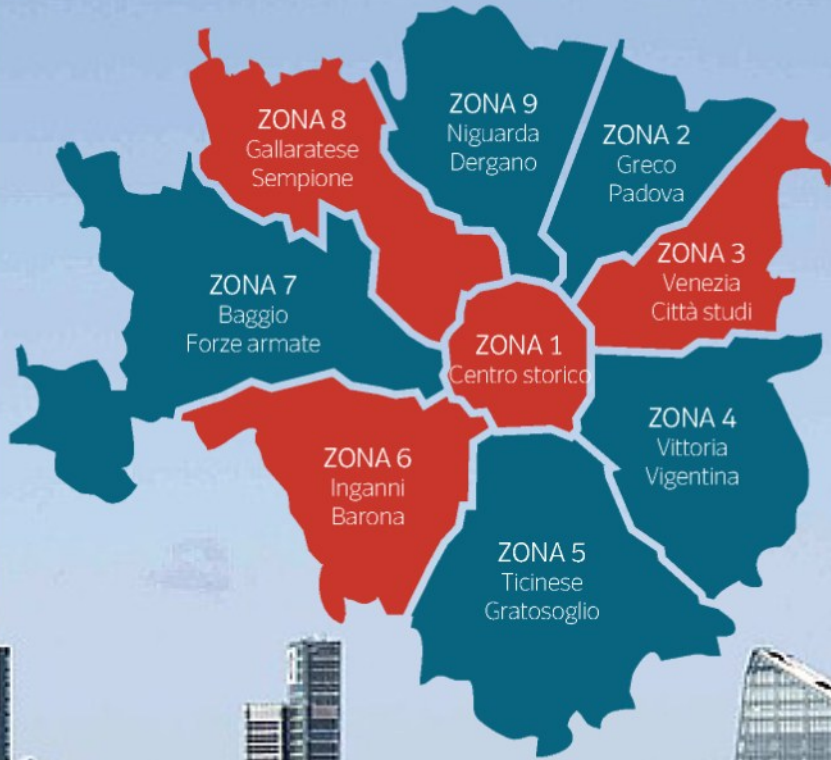 ZONA 8
Gallaratese
Sempione
ZONA 9
Niguarda
Dergano
ZONA 2
Greco
Padova
ZONA 3
Venezia
Città studi
ZONA 7
Baggio
Forze armate
ZONA 1
Centro storico
ZONA 4
Vittoria
Vigentina
ZONA 6
Inganni
Barona
ZONA 5
Ticinese
Gratosoglio